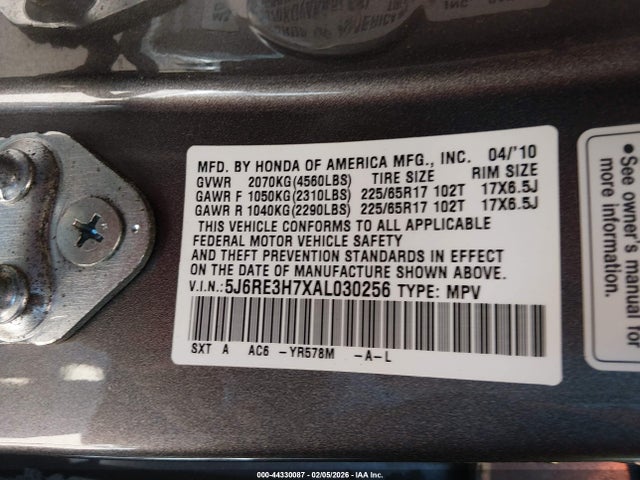 MFD. BY HONDA OF AMERICA MFG., INC. 04/'10
GVWR 2070KG(4560LBS) TIRE SIZE RIM SIZE
GAWR F 1050KG(2310LBS) 225/65R17 102T 17X6.5J
GAWR R 1040KG(2290LBS) 225/65R17 102T 17X6.5J
THIS VEHICLE CONFORMS TO ALL APPLICABLE
FEDERAL MOTOR VEHICLE SAFETY
AND THEFT PREVENTION STANDARDS IN EFFECT
ON THE DATE OF MANUFACTURE SHOWN ABOVE.
V.I.N.: 5J6RE3H7XAL030256 TYPE: MPV
SXT A AC6 -YR578M -A-L
•See owner's
manual for
more
000-44330087 - 02/05/2026 - IAA Inc.